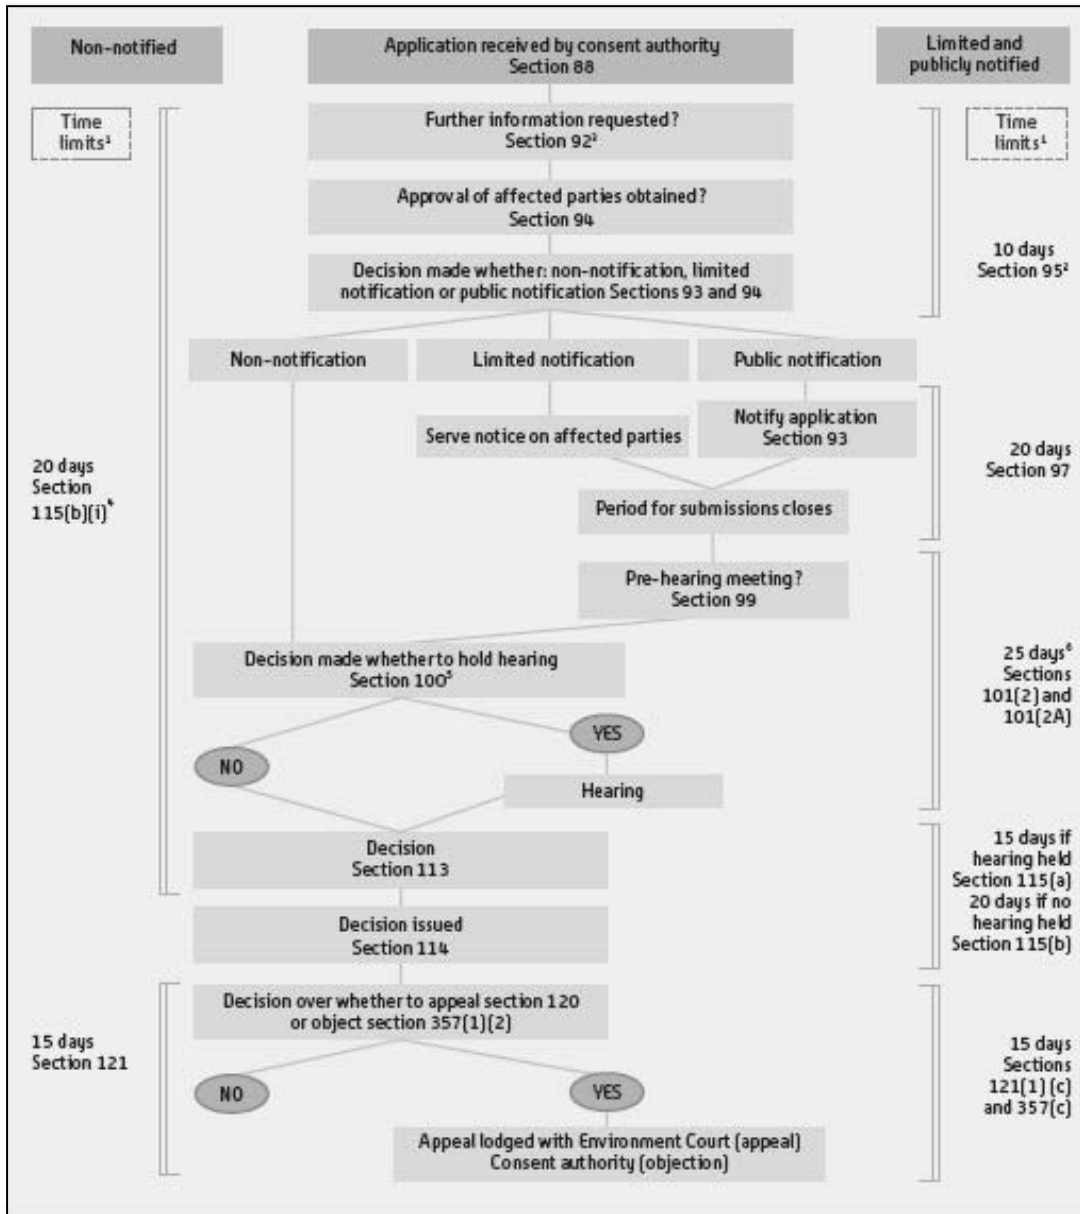 Non-notified
Application received by consent authority
Section 88
Limited and
publicly notified
Time
limits¹
Further information requested?
Section 92³
Time
limits¹
Approval of affected parties obtained?
Section 94
Decision made whether: non-notification, limited
notification or public notification Sections 93 and 94
10 days
Section 95²
Non-notification
Limited notification
Public notification
Serve notice on affected parties
Notify application
Section 93
20 days
Section 97
20 days
Section
115(b)(i)⁴
Period for submissions closes
Pre-hearing meeting?
Section 99
Decision made whether to hold hearing
Section 100⁵
25 days⁶
Sections
101(2) and
101(2A)
YES
NO
Hearing
Decision
Section 113
15 days if
hearing held
Section 115(a)
20 days if no
hearing held
Section 115(b)
Decision issued
Section 114
Decision over whether to appeal section 120
or object section 357(1)(2)
15 days
Section 121
15 days
Sections
121(1) (c)
and 357(c)
NO
YES
Appeal lodged with Environment Court (appeal)
Consent authority (objection)